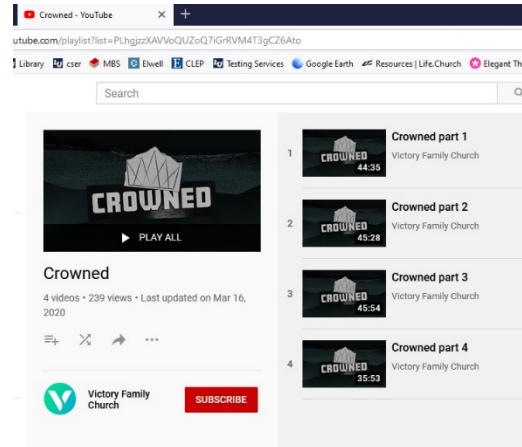 Crowned - YouTube
utube.com/playlist?list=PLhgjzzXAVVoQUZoQ7iGrRVM4T3gCZ6Ato
Library cser MBS Elwell CLEP Testing Services Google Earth Resources | Life.Church Elegant Th
Search
CROWNED
PLAY ALL
Crowned
4 videos • 239 views • Last updated on Mar 16,
2020
Victory Family
Church
SUBSCRIBE
1
CROWNED
44:35
Crowned part 1
Victory Family Church
2
CROWNED
45:28
Crowned part 2
Victory Family Church
3
CROWNED
45:54
Crowned part 3
Victory Family Church
4
CROWNED
35:53
Crowned part 4
Victory Family Church